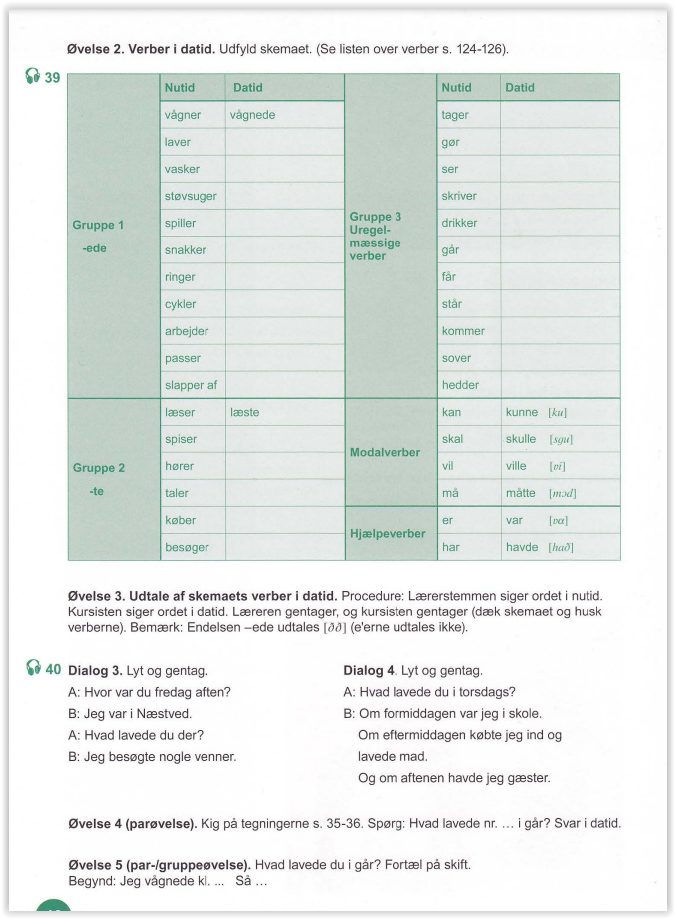 Øvelse 2. Verber i datid. Udfyld skemaet. (Se listen over verber s. 124-126).
39
Nutid Datid Nutid Datid
vågner vågnede tager
laver gør
vasker ser
støvsuger skriver
Gruppe 1 spiller Gruppe 3 drikker
-ede snakker Uregel- går
ringer mæssige får
cykler verber står
arbejder kommer
passer sover
slapper af hedder
læser læste kan kunne [ku]
spiser skal skulle [sgu]
Gruppe 2 hører Modalverber vil ville [vi]
-te taler må måtte [mɔd]
køber er var [vɑ]
besøger Hjælpeverber har havde [hað]
Øvelse 3. Udtale af skemaets verber i datid. Procedure: Lærerstemmen siger ordet i nutid.
Kursisten siger ordet i datid. Læreren gentager, og kursisten gentager (dæk skemaet og husk
verberne). Bemærk: Endelsen –ede udtales [ðð] (e'erne udtales ikke).
40 Dialog 3. Lyt og gentag.
A: Hvor var du fredag aften?
B: Jeg var i Næstved.
A: Hvad lavede du der?
B: Jeg besøgte nogle venner.
Dialog 4. Lyt og gentag.
A: Hvad lavede du i torsdags?
B: Om formiddagen var jeg i skole.
Om eftermiddagen købte jeg ind og
lavede mad.
Og om aftenen havde jeg gæster.
Øvelse 4 (parøvelse). Kig på tegningerne s. 35-36. Spørg: Hvad lavede nr. … i går? Svar i datid.
Øvelse 5 (par-/gruppeøvelse). Hvad lavede du i går? Fortæl på skift.
Begynd: Jeg vågnede kl. ... Så …